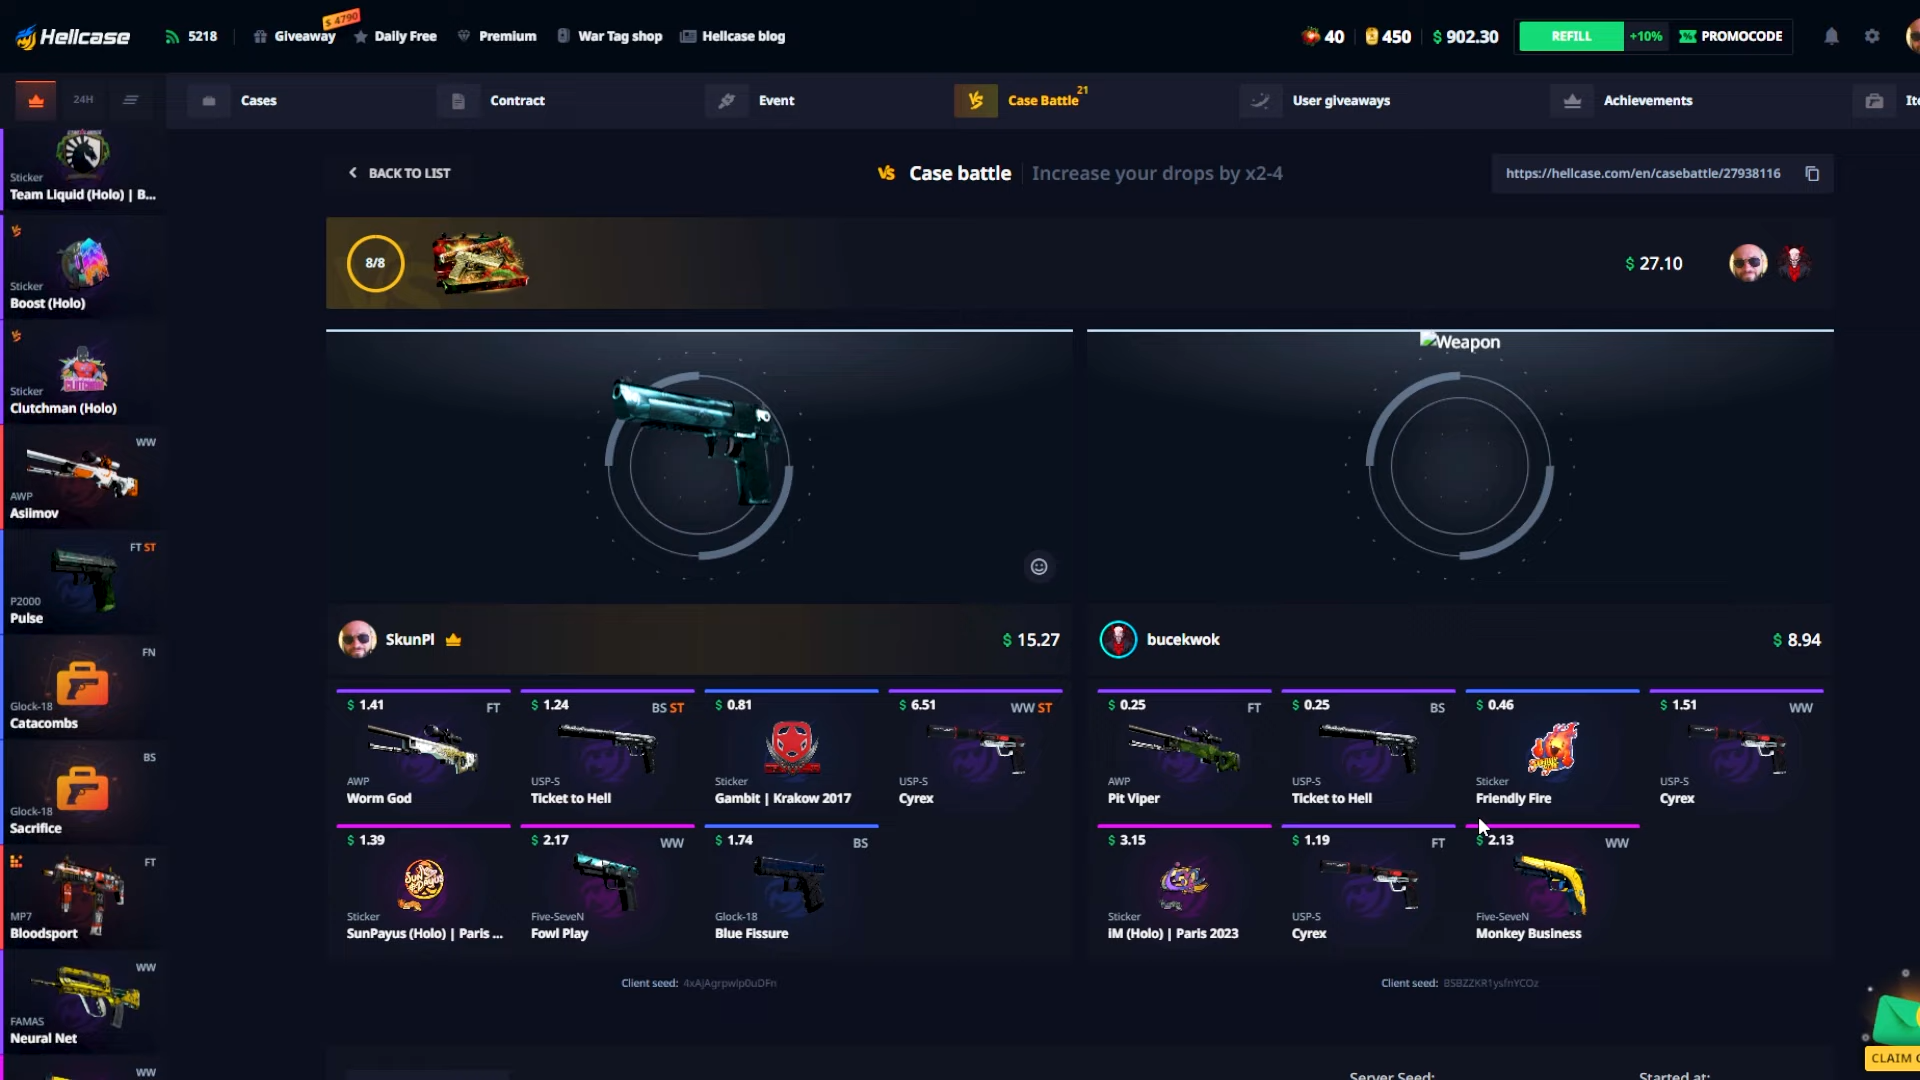 Hellcase
5218
Giveaway
$ 4790
Daily Free
Premium
War Tag shop
Hellcase blog
40
450
$ 902.30
REFILL
+10%
PROMOCODE
24H
Cases
Contract
Event
VS
Case Battle
21
User giveaways
Achievements
Ite
Sticker
Team Liquid (Holo) | B...
Sticker
Boost (Holo)
Sticker
Clutchman (Holo)
WW
AWP
Asiimov
FT ST
P2000
Pulse
FN
Glock-18
Catacombs
BS
Glock-18
Sacrifice
FT
MP7
Bloodsport
WW
FAMAS
Neural Net
WW
BACK TO LIST
VS
Case battle
Increase your drops by x2-4
https://hellcase.com/en/casebattle/27938116
8/8
$ 27.10
Weapon
SkunPl
$ 15.27
bucekwok
$ 8.94
$ 1.41
FT
AWP
Worm God
$ 1.24
BS ST
USP-S
Ticket to Hell
$ 0.81
Sticker
Gambit | Krakow 2017
$ 6.51
WW ST
USP-S
Cyrex
$ 0.25
FT
AWP
Pit Viper
$ 0.25
BS
USP-S
Ticket to Hell
$ 0.46
Sticker
Friendly Fire
$ 1.51
WW
USP-S
Cyrex
$ 1.39
Sticker
SunPayus (Holo) | Paris ...
$ 2.17
WW
Five-SeveN
Fowl Play
$ 1.74
BS
Glock-18
Blue Fissure
$ 3.15
Sticker
iM (Holo) | Paris 2023
$ 1.19
FT
USP-S
Cyrex
$ 2.13
WW
Five-SeveN
Monkey Business
Client seed: 4xAjAgrpwIp0uDFn
Client seed: BSBZZKR1ysfnYCOz
Server Seed:
Started at:
CLAIM